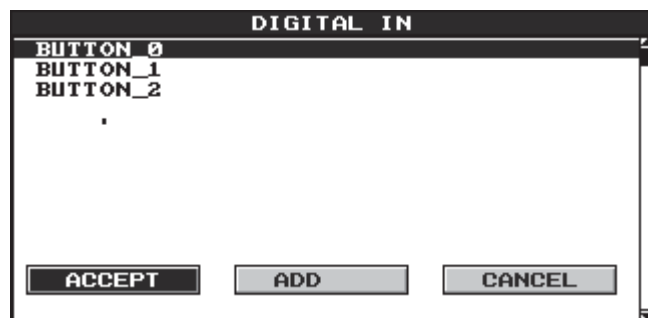 DIGITAL IN
BUTTON_0
BUTTON_1
BUTTON_2
.
ACCEPT ADD CANCEL